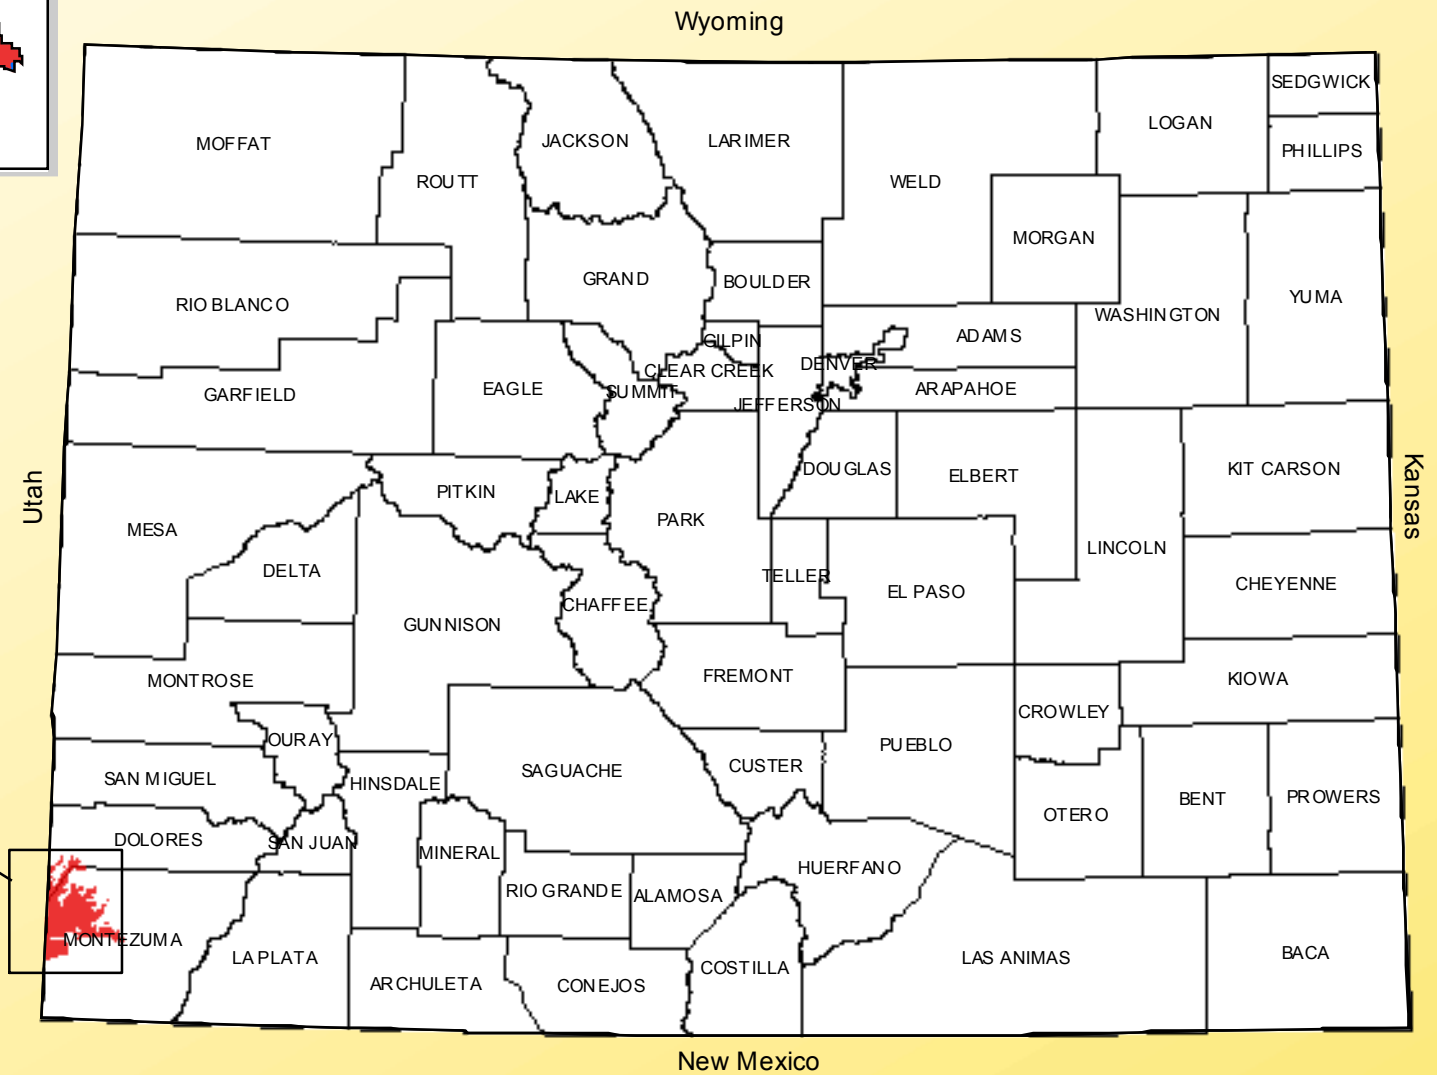 Wyoming
SEDGWICK
LOGAN
MOFFAT
JACKSON
LARIMER
PHILLIPS
ROUTT
WELD
MORGAN
GRAND
BOULDER
YUMA
RIO BLANCO
WASHINGTON
ADAMS
GILPIN
DENVER
CLEAR CREEK
EAGLE
SUMMIT
ARAPAHOE
GARFIELD
JEFFERSON
DOUGLAS
KIT CARSON
ELBERT
PITKIN
LAKE
Utah
Kansas
PARK
MESA
LINCOLN
DELTA
TELLER
CHEYENNE
EL PASO
CHAFFEE
GUNNISON
FREMONT
KIOWA
MONTROSE
CROWLEY
OURAY
PUEBLO
CUSTER
SAGUACHE
SAN MIGUEL
HINSDALE
PROWERS
BENT
OTERO
DOLORES
SAN JUAN
MINERAL
HUERFANO
RIO GRANDE
ALAMOSA
MONTEZUMA
BACA
LA PLATA
LAS ANIMAS
COSTILLA
ARCHULETA
CONEJOS
New Mexico